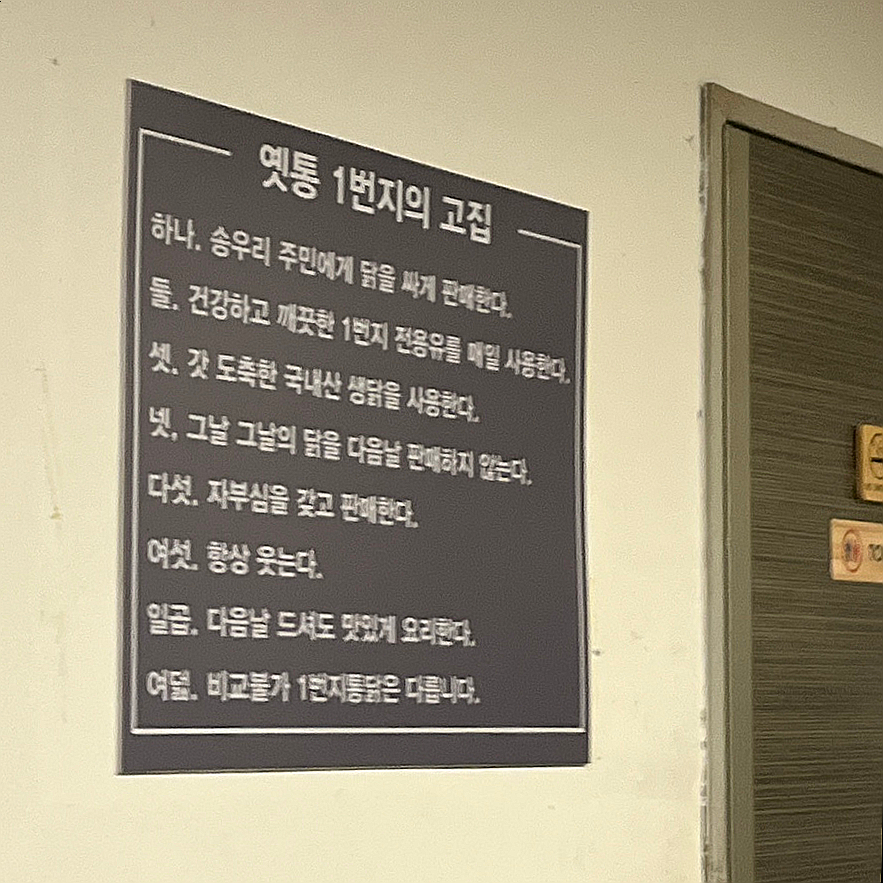 옛통 1번지의 고집
하나. 송우리 주민에게 닭을 싸게 판매한다.
둘. 건강하고 깨끗한 1번지 전용유를 매일 사용한다.
셋. 갓 도축한 국내산 생닭을 사용한다.
넷. 그날 그날의 닭을 다음날 판매하지 않는다.
다섯. 자부심을 갖고 판매한다.
여섯. 항상 웃는다.
일곱. 다음날 드셔도 맛있게 요리한다.
여덟. 비교불가 1번지통닭은 다릅니다.